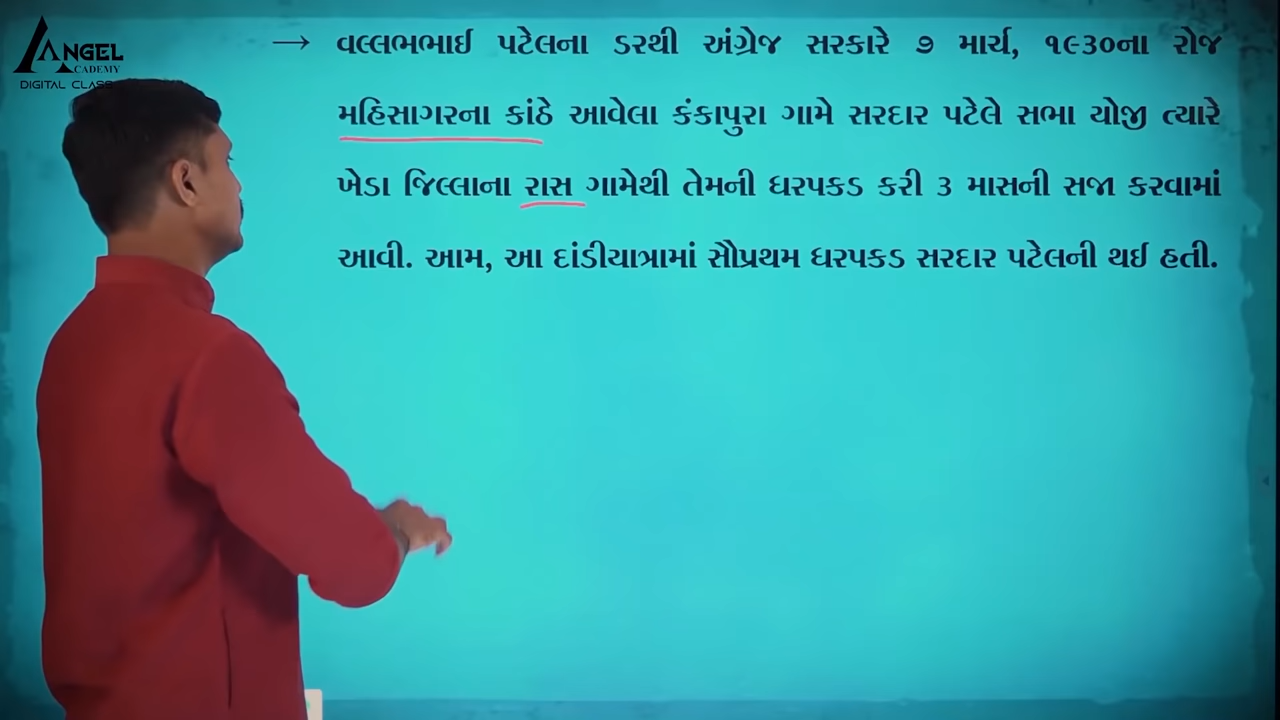 ANGEL
ACADEMY
DIGITAL CLASS
→ વલ્લભભાઈ પટેલના ડરથી અંગ્રેજ સરકારે ૭ માર્ચ, ૧૯૩૦ના રોજ
મહિસાગરના કાંઠે આવેલા કંકાપુરા ગામે સરદાર પટેલે સભા યોજી ત્યારે
ખેડા જિલ્લાના રાસ ગામેથી તેમની ધરપકડ કરી ૩ માસની સજા કરવામાં
આવી. આમ, આ દાંડીયાત્રામાં સૌપ્રથમ ધરપકડ સરદાર પટેલની થઈ હતી.